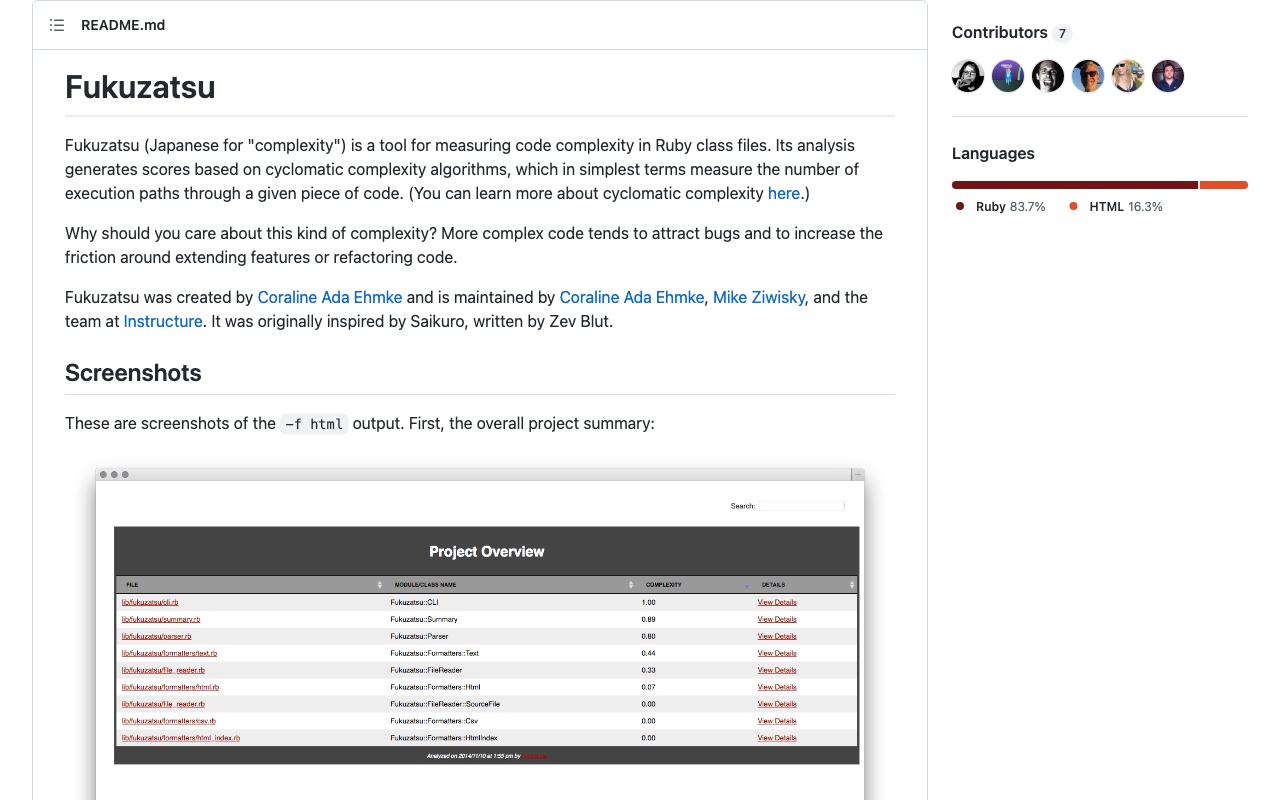 README.md
Fukuzatsu
Fukuzatsu (Japanese for "complexity") is a tool for measuring code complexity in Ruby class files. Its analysis
generates scores based on cyclomatic complexity algorithms, which in simplest terms measure the number of
execution paths through a given piece of code. (You can learn more about cyclomatic complexity here.)
Why should you care about this kind of complexity? More complex code tends to attract bugs and to increase the
friction around extending features or refactoring code.
Fukuzatsu was created by Coraline Ada Ehmke and is maintained by Coraline Ada Ehmke, Mike Ziwisky, and the
team at Instructure. It was originally inspired by Saikuro, written by Zev Blut.
Screenshots
These are screenshots of the -f html output. First, the overall project summary:
Search:
Project Overview
FILE MODULE/CLASS NAME COMPLEXITY DETAILS
lib/fukuzatsu/cli.rb Fukuzatsu::CLI 1.00 View Details
lib/fukuzatsu/summary.rb Fukuzatsu::Summary 0.89 View Details
lib/fukuzatsu/parser.rb Fukuzatsu::Parser 0.80 View Details
lib/fukuzatsu/formatters/text.rb Fukuzatsu::Formatters::Text 0.44 View Details
lib/fukuzatsu/file_reader.rb Fukuzatsu::FileReader 0.33 View Details
lib/fukuzatsu/formatters/html.rb Fukuzatsu::Formatters::Html 0.07 View Details
lib/fukuzatsu/file_reader.rb Fukuzatsu::FileReader::SourceFile 0.00 View Details
lib/fukuzatsu/formatters/csv.rb Fukuzatsu::Formatters::Csv 0.00 View Details
lib/fukuzatsu/formatters/html_index.rb Fukuzatsu::Formatters::HtmlIndex 0.00 View Details
Analyzed on 2014/11/10 at 1:55 pm by
Contributors 7
Languages
Ruby 83.7% HTML 16.3%